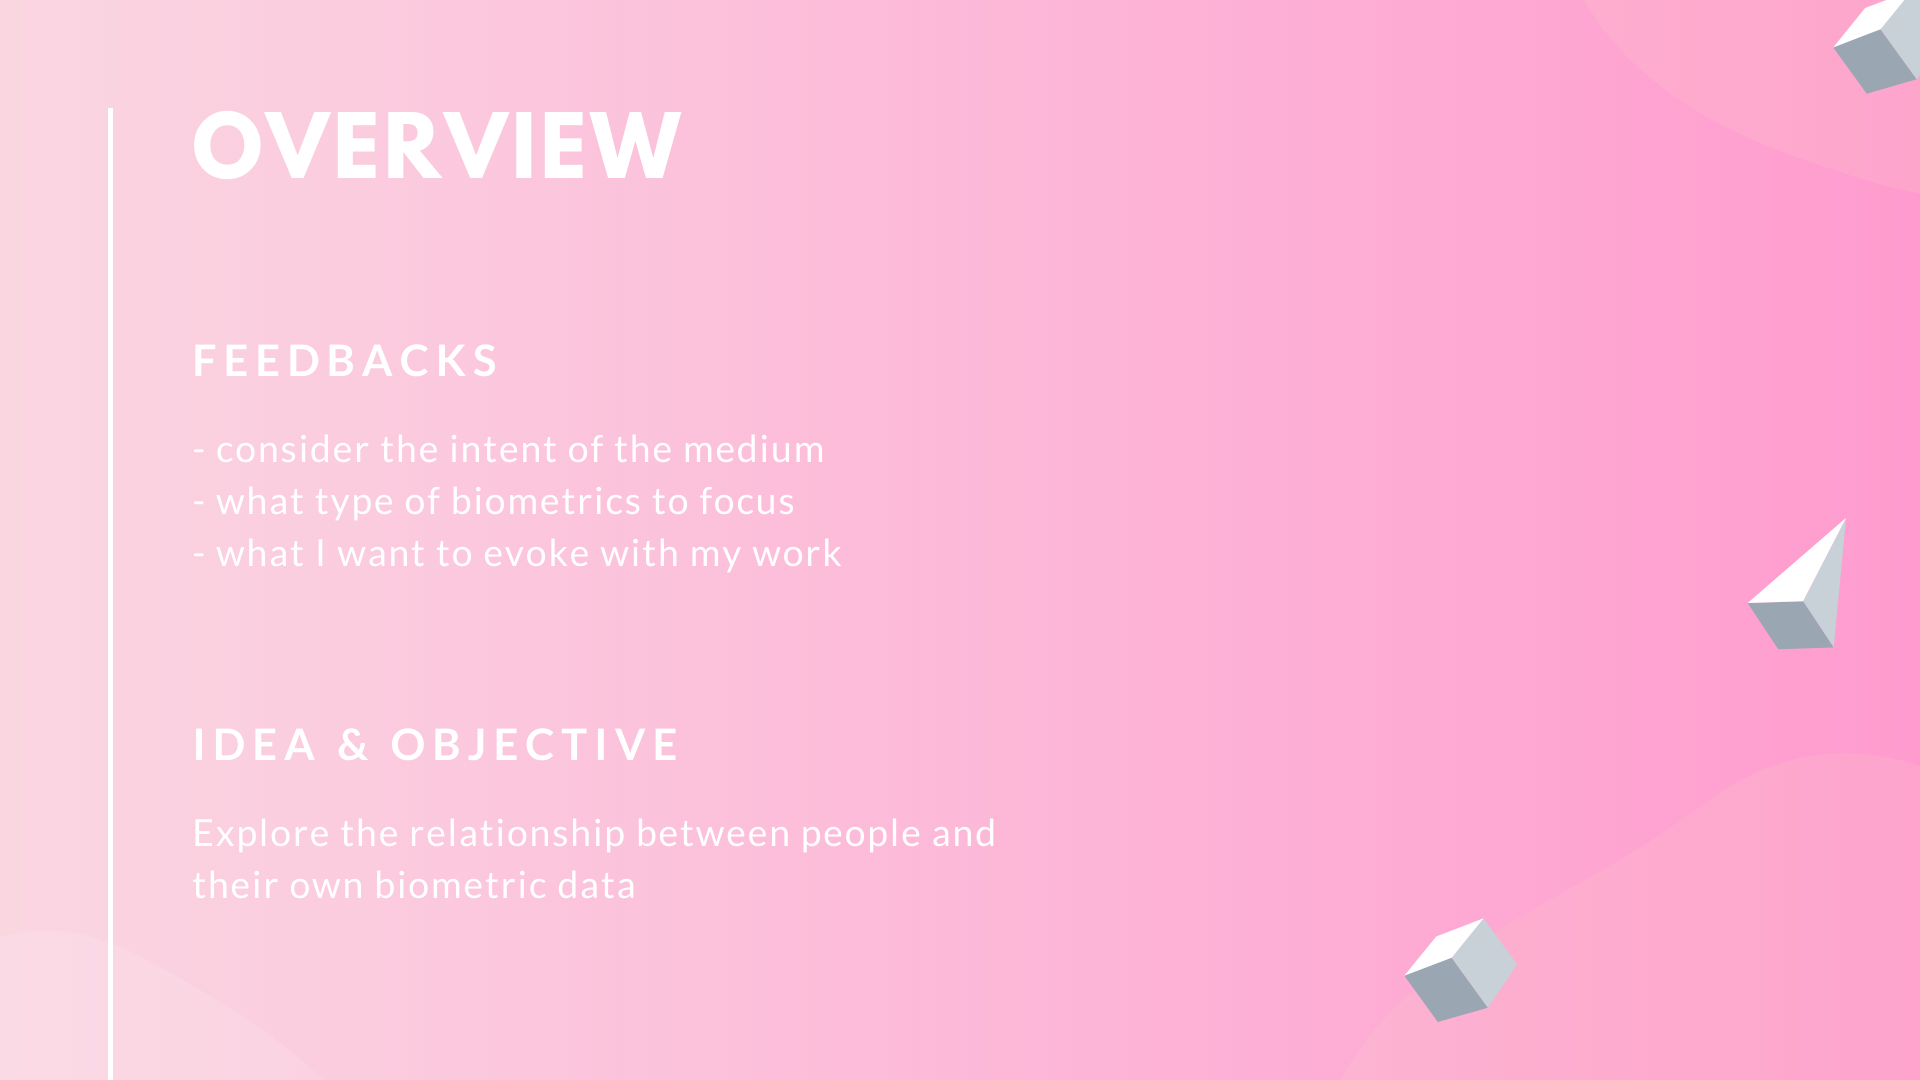 OVERVIEW
FEEDBACKS
- consider the intent of the medium
- what type of biometrics to focus
- what I want to evoke with my work
IDEA & OBJECTIVE
Explore the relationship between people and
their own biometric data